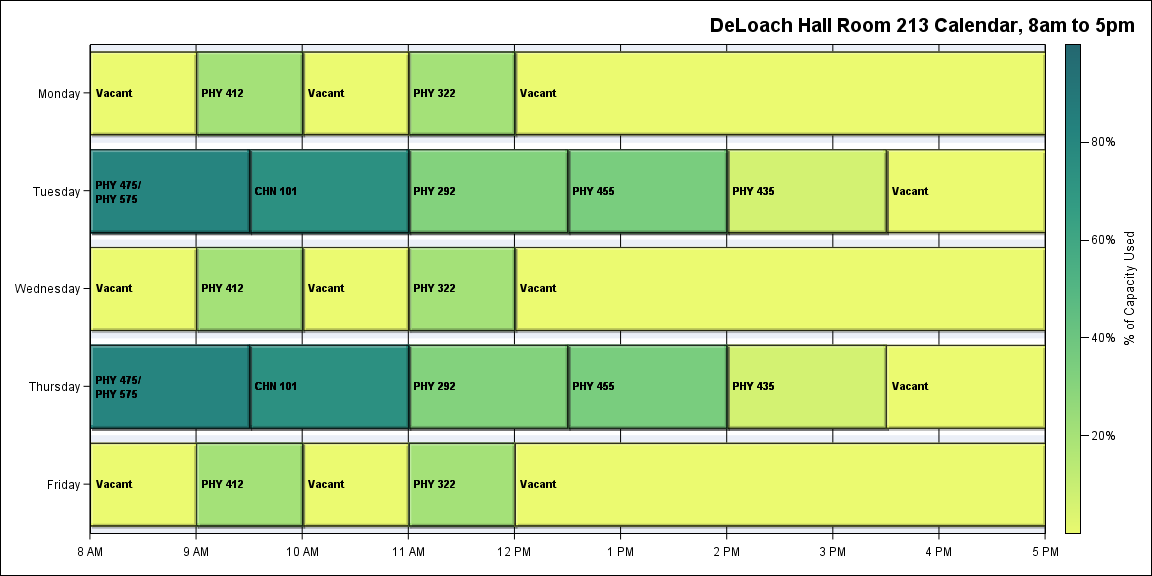 DeLoach Hall Room 213 Calendar, 8am to 5pm
Monday
Vacant
PHY 412
Vacant
PHY 322
Vacant
Tuesday
PHY 475/
PHY 575
CHN 101
PHY 292
PHY 455
PHY 435
Vacant
Wednesday
Vacant
PHY 412
Vacant
PHY 322
Vacant
Thursday
PHY 475/
PHY 575
CHN 101
PHY 292
PHY 455
PHY 435
Vacant
Friday
Vacant
PHY 412
Vacant
PHY 322
Vacant
8 AM
9 AM
10 AM
11 AM
12 PM
1 PM
2 PM
3 PM
4 PM
5 PM
80%
60%
40%
20%
% of Capacity Used